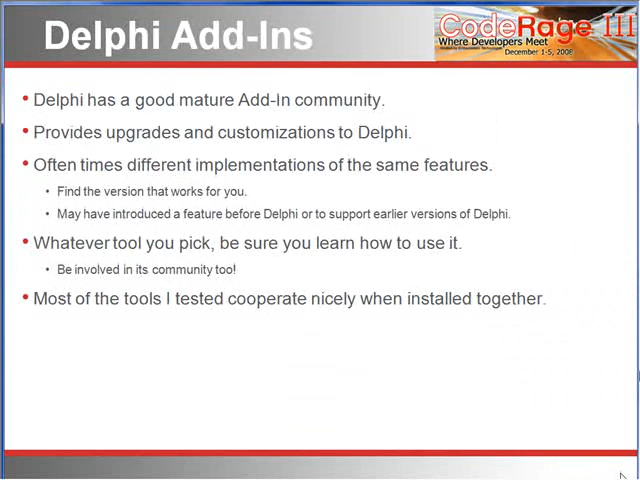 Delphi Add-Ins
CodeRage III
Where Developers Meet
December 1-5, 2008
• Delphi has a good mature Add-In community.
• Provides upgrades and customizations to Delphi.
• Often times different implementations of the same features.
• Find the version that works for you.
• May have introduced a feature before Delphi or to support earlier versions of Delphi.
• Whatever tool you pick, be sure you learn how to use it.
• Be involved in its community too!
• Most of the tools I tested cooperate nicely when installed together.